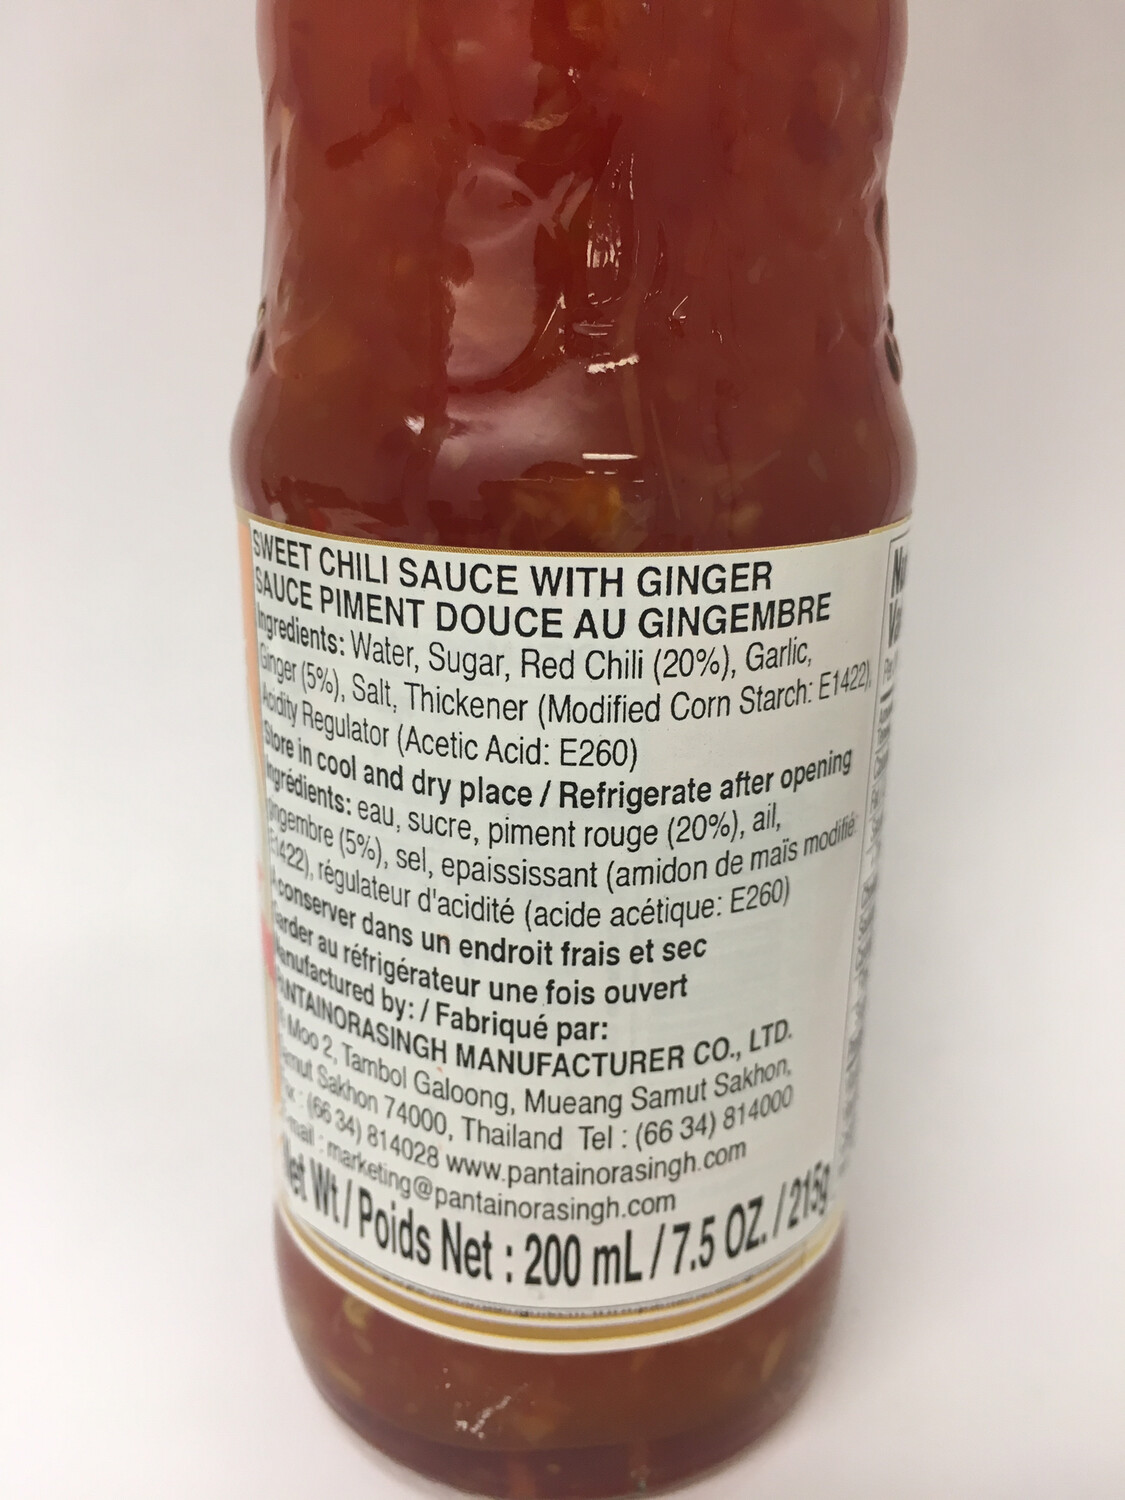 SWEET CHILI SAUCE WITH GINGER
SAUCE PIMENT DOUCE AU GINGEMBRE
Ingredients: Water, Sugar, Red Chili (20%), Garlic,
Ginger (5%), Salt, Thickener (Modified Corn Starch: E1422),
Acidity Regulator (Acetic Acid: E260)
Store in cool and dry place / Refrigerate after opening
Ingrédients: eau, sucre, piment rouge (20%), ail,
gingembre (5%), sel, epaississant (amidon de maïs modifié:
E1422), régulateur d'acidité (acide acétique: E260)
A conserver dans un endroit frais et sec
Garder au réfrigérateur une fois ouvert
Manufactured by: / Fabriqué par:
PANTAINORASINGH MANUFACTURER CO., LTD.
Moo 2, Tambol Galoong, Mueang Samut Sakhon,
Samut Sakhon 74000, Thailand Tel : (66 34) 814000
Fax : (66 34) 814028 www.pantainorasingh.com
E-mail : marketing@pantainorasingh.com
Net Wt / Poids Net : 200 mL / 7.5 OZ. / 215g